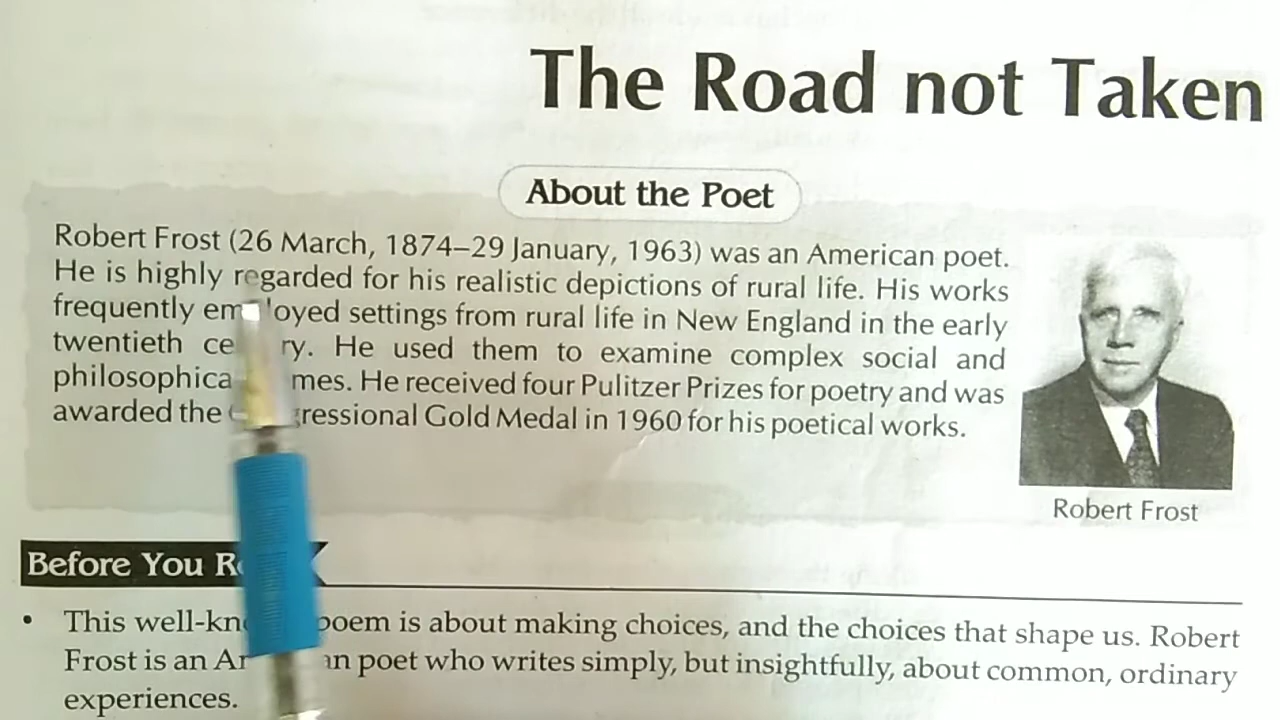 The Road not Taken
About the Poet
Robert Frost (26 March, 1874–29 January, 1963) was an American poet.
He is highly regarded for his realistic depictions of rural life. His works
frequently employed settings from rural life in New England in the early
twentieth century. He used them to examine complex social and
philosophical themes. He received four Pulitzer Prizes for poetry and was
awarded the Congressional Gold Medal in 1960 for his poetical works.
Robert Frost
Before You
• This well-known poem is about making choices, and the choices that shape us. Robert
Frost is an American poet who writes simply, but insightfully, about common, ordinary
experiences.